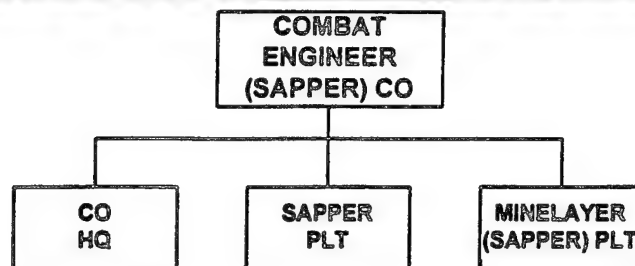 COMBAT
ENGINEER
(SAPPER) CO
CO
HQ
SAPPER
PLT
MINELAYER
(SAPPER) PLT